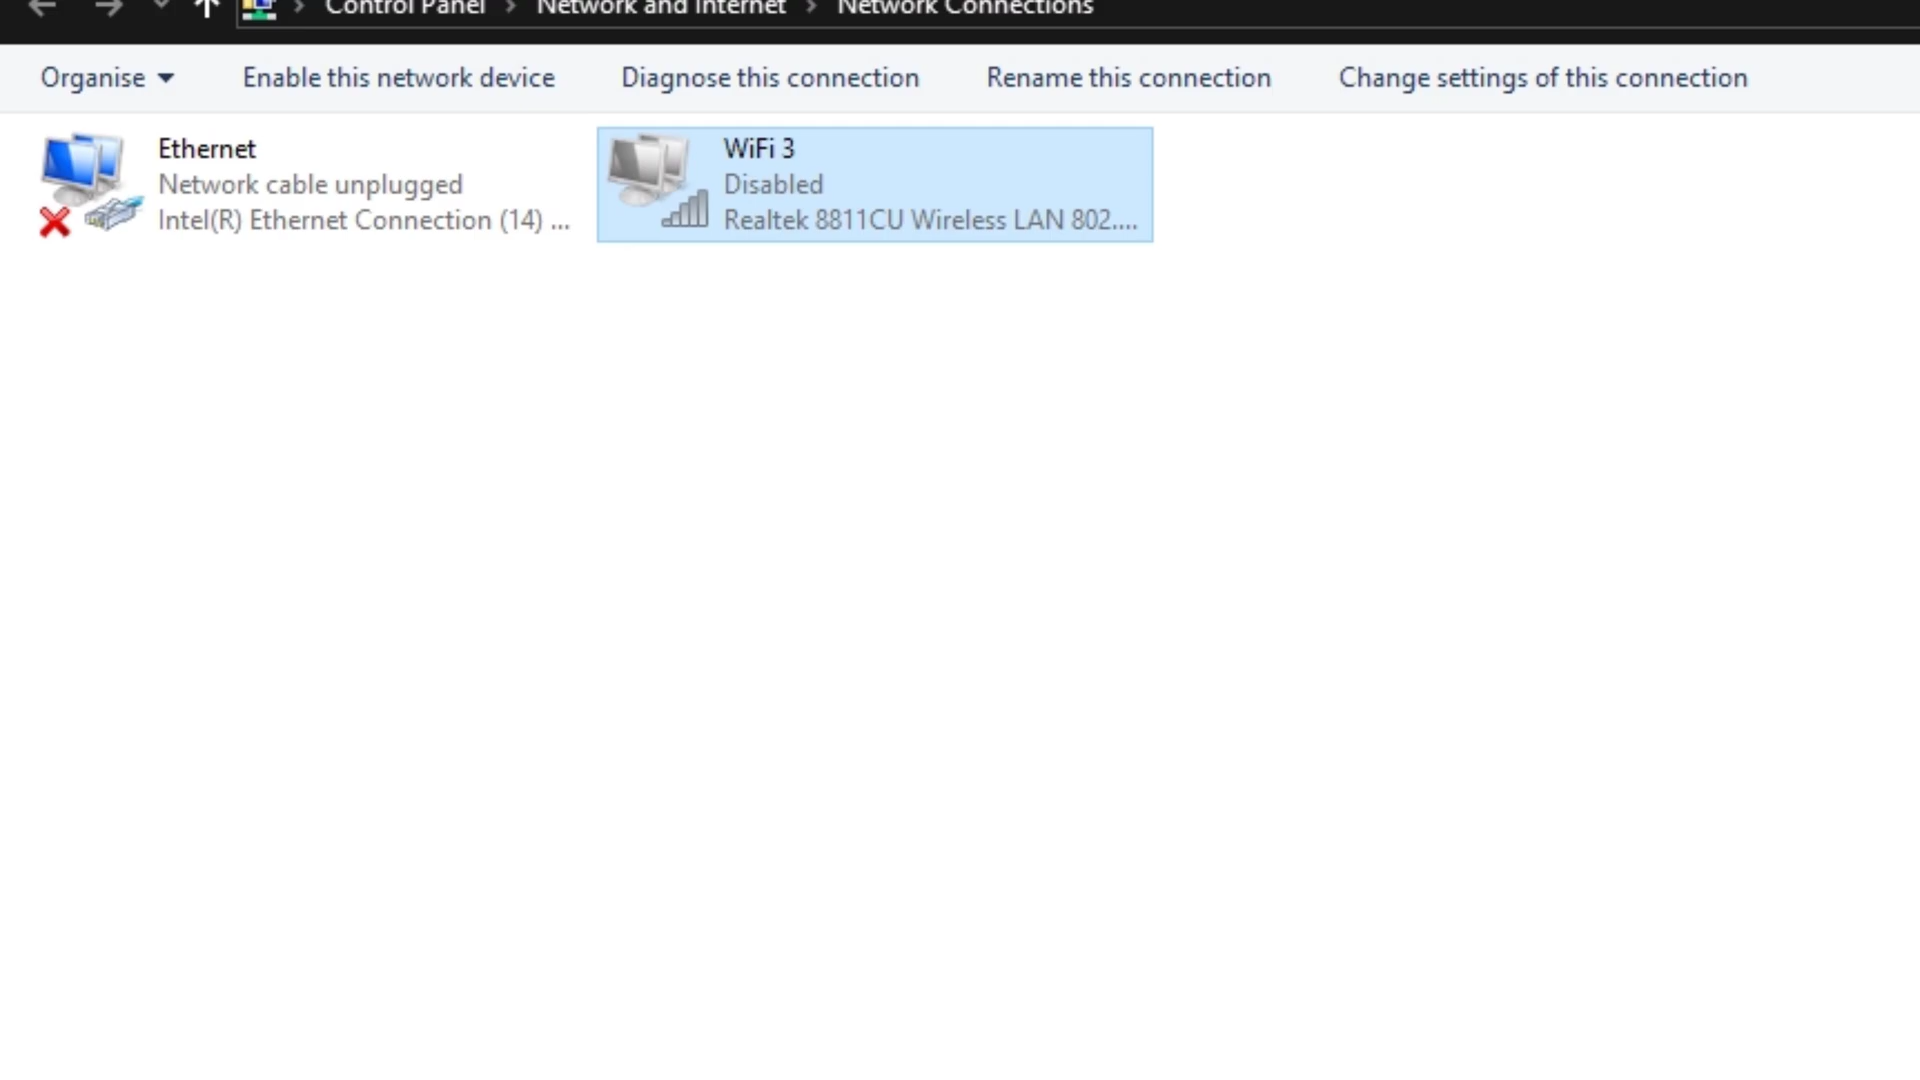 Control Panel > Network and Internet > Network Connections
Organise Enable this network device Diagnose this connection Rename this connection Change settings of this connection
Ethernet
Network cable unplugged
Intel(R) Ethernet Connection (14) ...
WiFi 3
Disabled
Realtek 8811CU Wireless LAN 802....